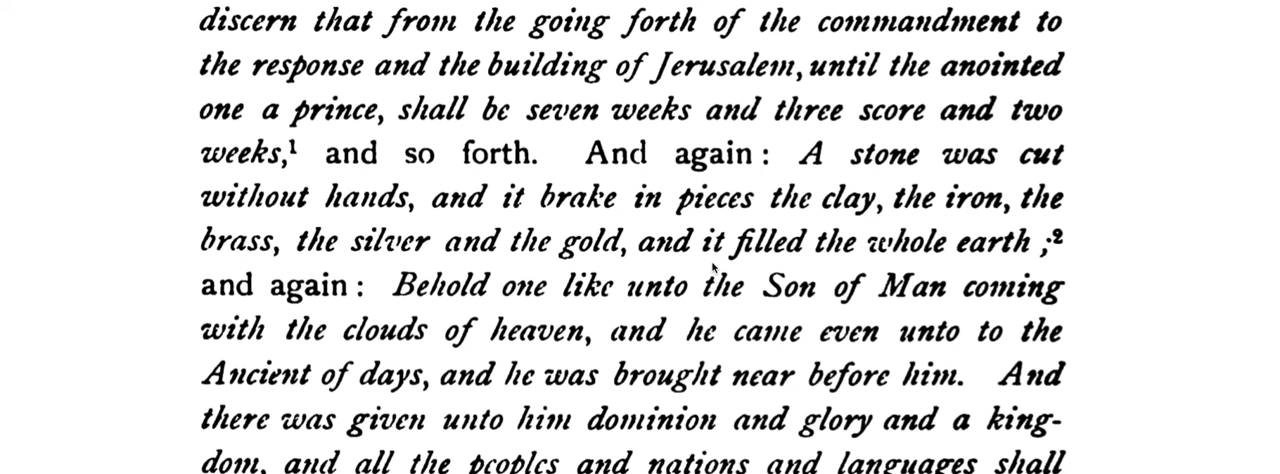 discern that from the going forth of the commandment to
the response and the building of Jerusalem, until the anointed
one a prince, shall be seven weeks and three score and two
weeks,¹ and so forth. And again: A stone was cut
without hands, and it brake in pieces the clay, the iron, the
brass, the silver and the gold, and it filled the whole earth ;²
and again: Behold one like unto the Son of Man coming
with the clouds of heaven, and he came even unto to the
Ancient of days, and he was brought near before him. And
there was given unto him dominion and glory and a king-
dom, and all the peoples and nations and languages shall